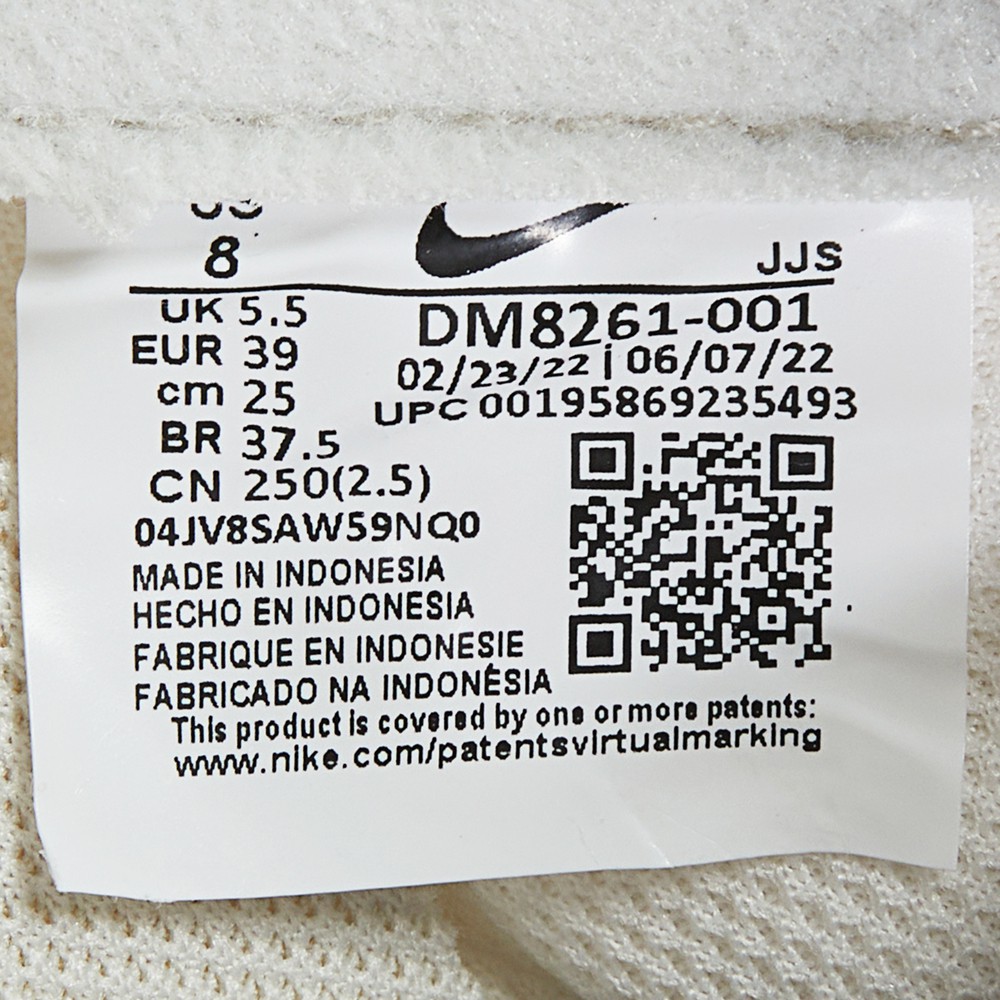 US
8
JJS
UK 5.5
EUR 39
cm 25
BR 37.5
CN 250(2.5)
DM8261-001
02/23/22 | 06/07/22
UPC 00195869235493
04JV8SAW59NQ0
MADE IN INDONESIA
HECHO EN INDONESIA
FABRIQUE EN INDONESIE
FABRICADO NA INDONÉSIA
This product is covered by one or more patents:
www.nike.com/patentsvirtualmarking